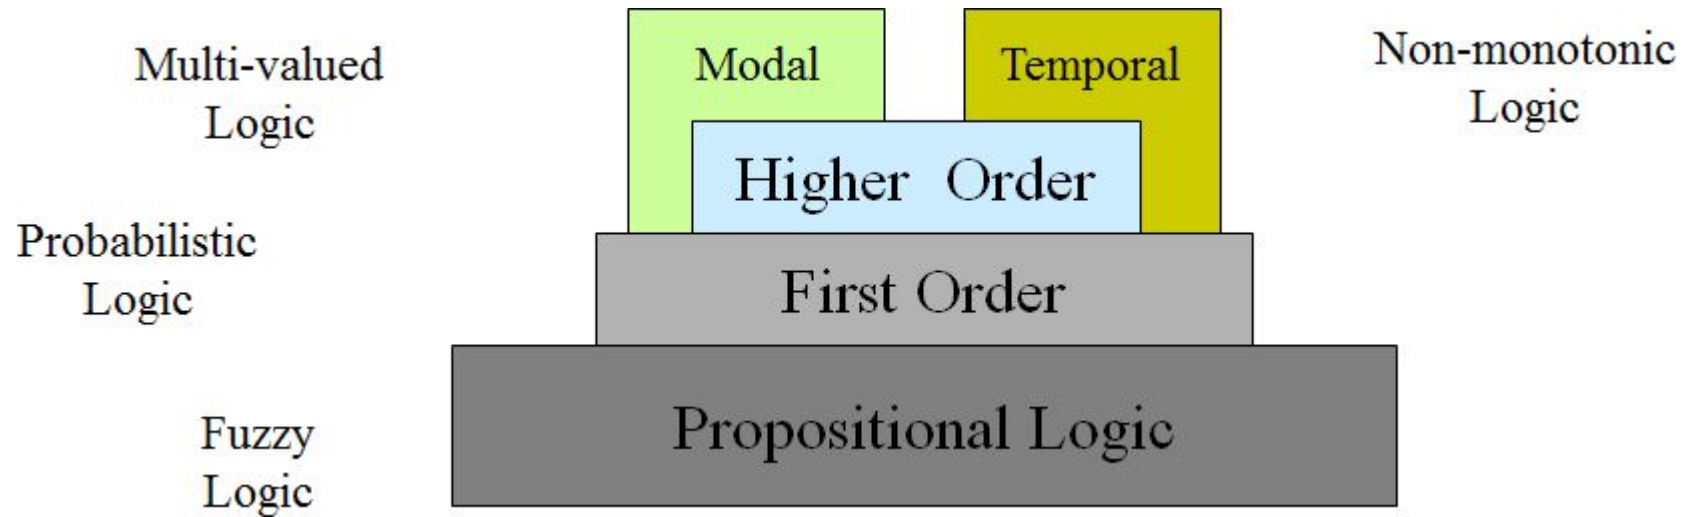 Multi-valued
Logic
Modal
Temporal
Non-monotonic
Logic
Higher Order
Probabilistic
Logic
First Order
Propositional Logic
Fuzzy
Logic